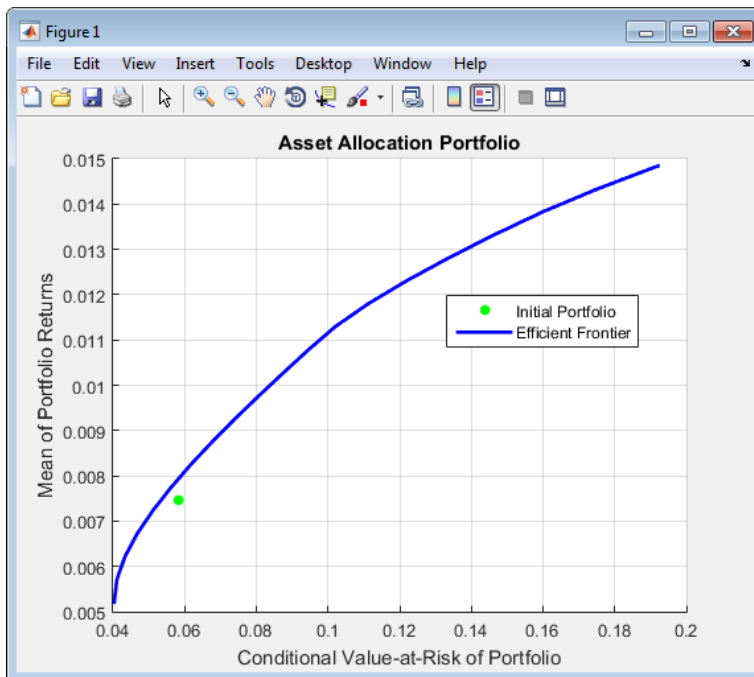 Figure 1
File Edit View Insert Tools Desktop Window Help
Asset Allocation Portfolio
0.015
0.014
0.013
0.012
0.011
0.01
0.009
0.008
0.007
0.006
0.005
Mean of Portfolio Returns
Initial Portfolio
Efficient Frontier
0.04 0.06 0.08 0.1 0.12 0.14 0.16 0.18 0.2
Conditional Value-at-Risk of Portfolio